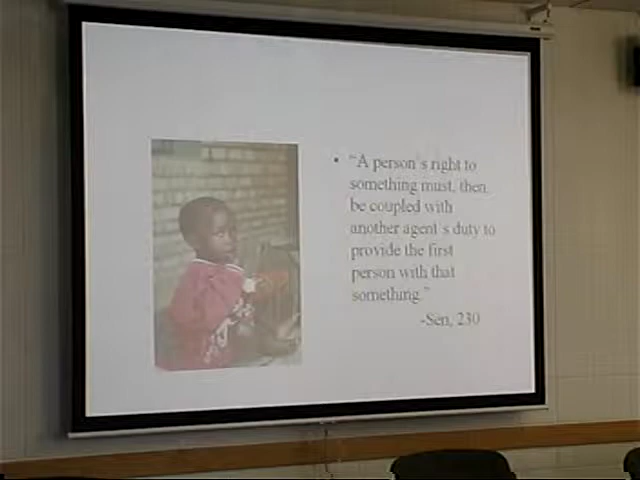 • "A person's right to
something must, then,
be coupled with
another agent's duty to
provide the first
person with that
something."
-Sen, 230